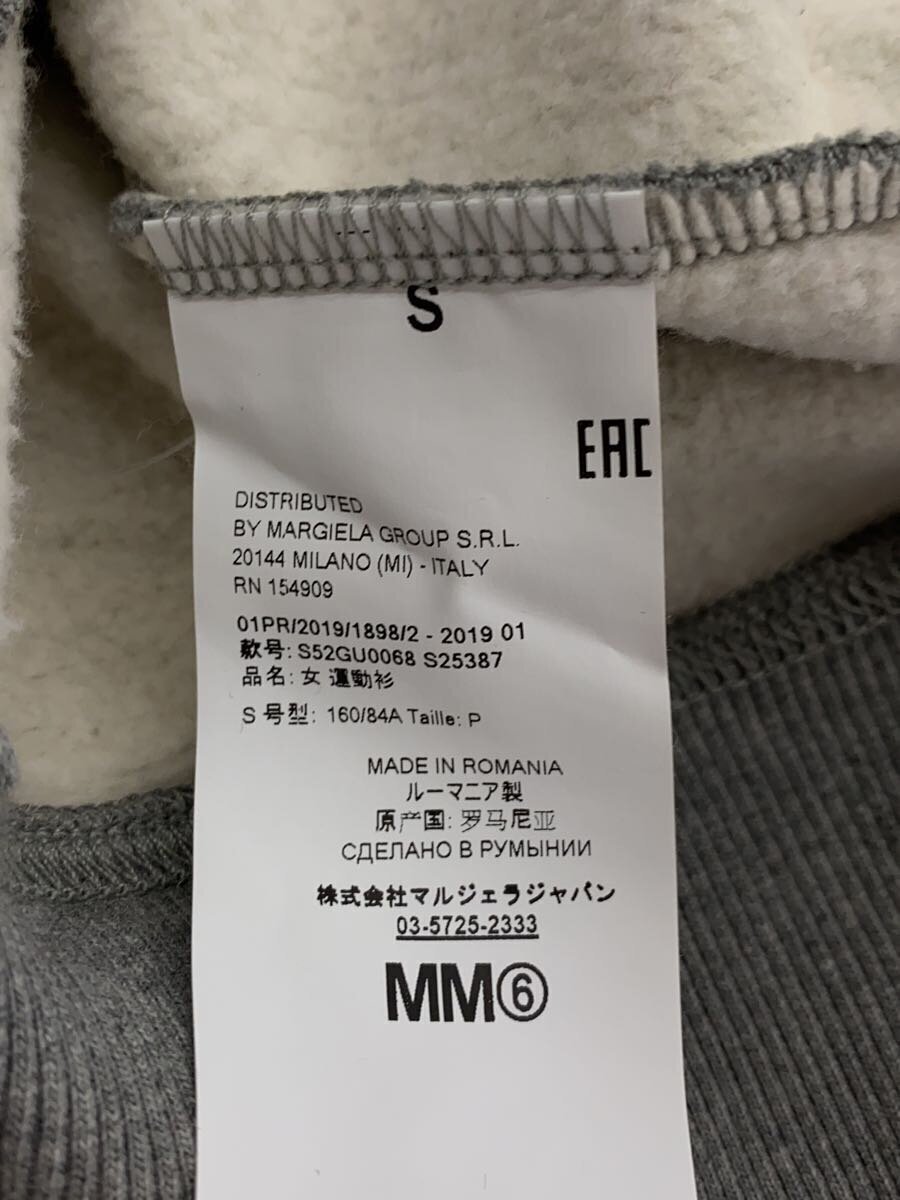 S
EAC
DISTRIBUTED
BY MARGIELA GROUP S.R.L.
20144 MILANO (MI) - ITALY
RN 154909
01PR/2019/1898/2 - 2019 01
款号: S52GU0068 S25387
品名: 女 運動衫
S 号型: 160/84A Taille: P
MADE IN ROMANIA
ルーマニア製
原产国: 罗马尼亚
СДЕЛАНО В РУМЫНИИ
株式会社マルジェラジャパン
03-5725-2333
MM⑥